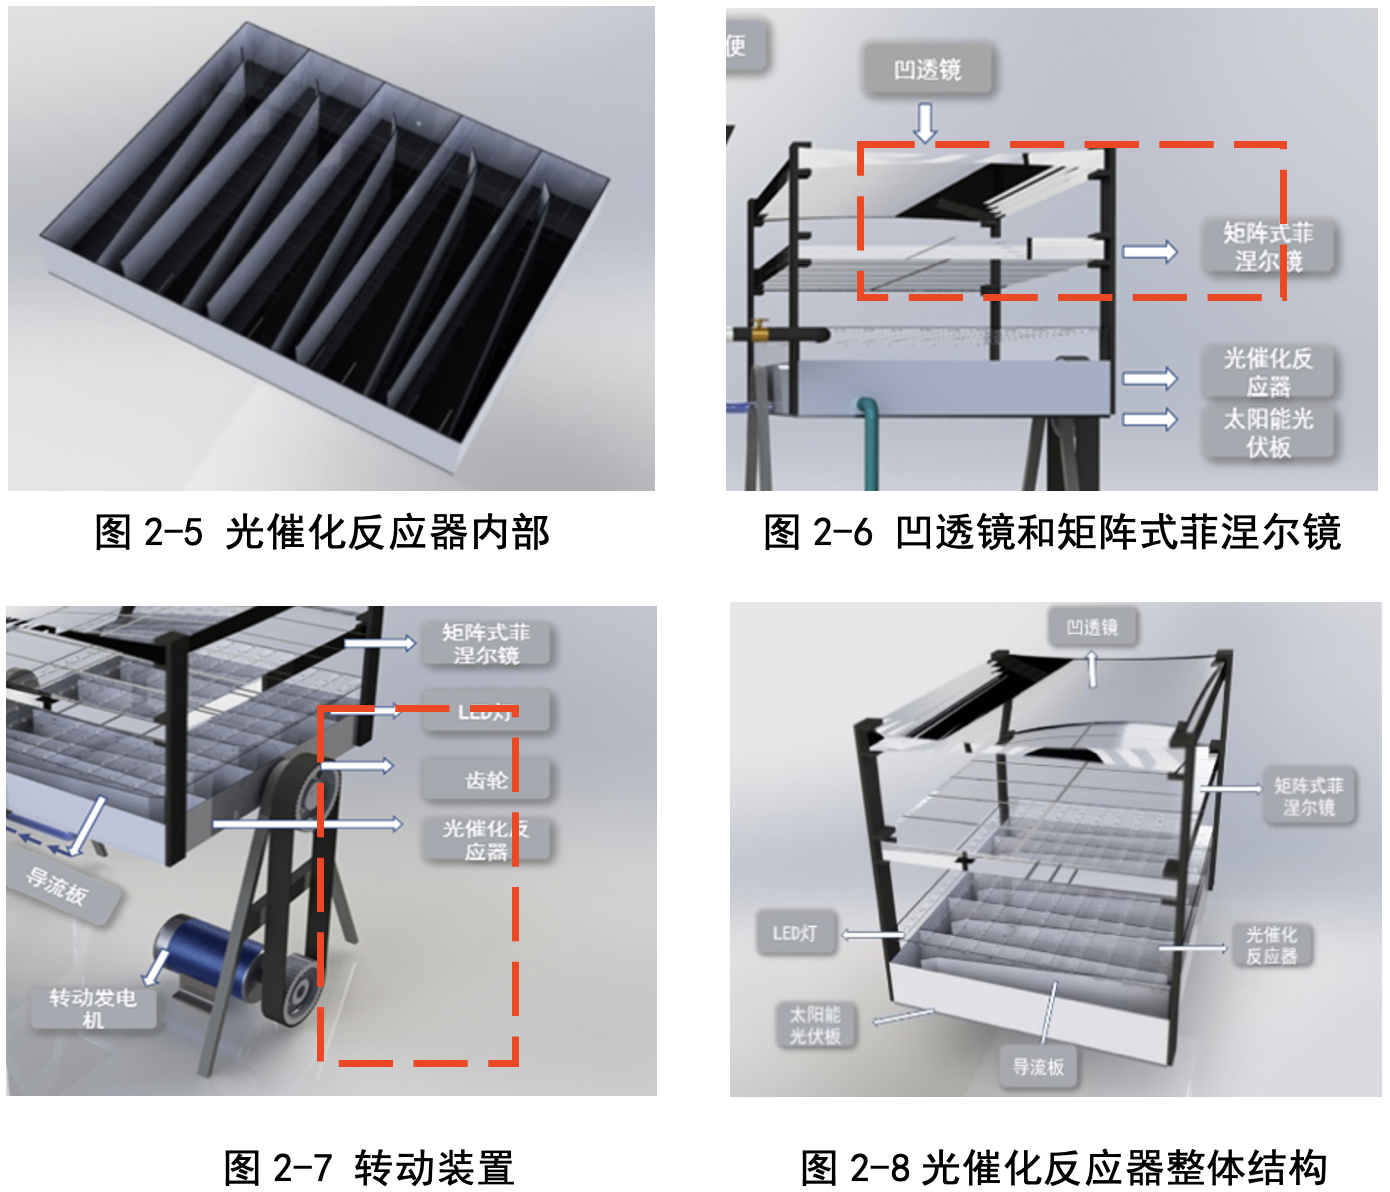 便
凹透镜
矩阵式菲
涅尔镜
光催化反
应器
太阳能光
伏板
图 2-5 光催化反应器内部
图 2-6 凹透镜和矩阵式菲涅尔镜
矩阵式菲
涅尔镜
LED灯
齿轮
光催化反
应器
导流板
转动发电
机
凹透镜
矩阵式菲
涅尔镜
LED灯
光催化
反应器
太阳能
光伏板
导流板
图 2-7 转动装置
图 2-8光催化反应器整体结构